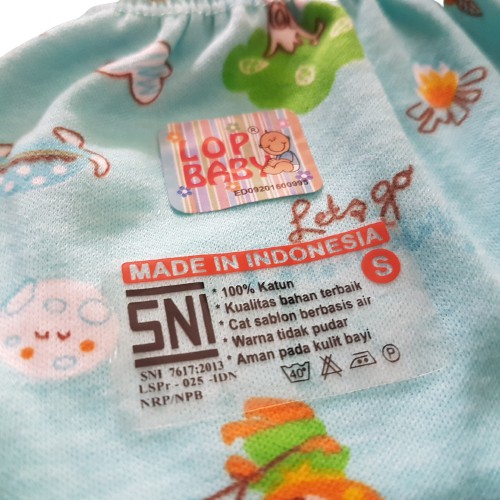 LOP®
BABY
ED09201600995
Let's go
MADE IN INDONESIA
S
SNI
SNI 7617:2013
LSPr - 025 -IDN
NRP/NPB
* 100% Katun
* Kualitas bahan terbaik
* Cat sablon berbasis air
* Warna tidak pudar
* Aman pada kulit bayi
40°
P